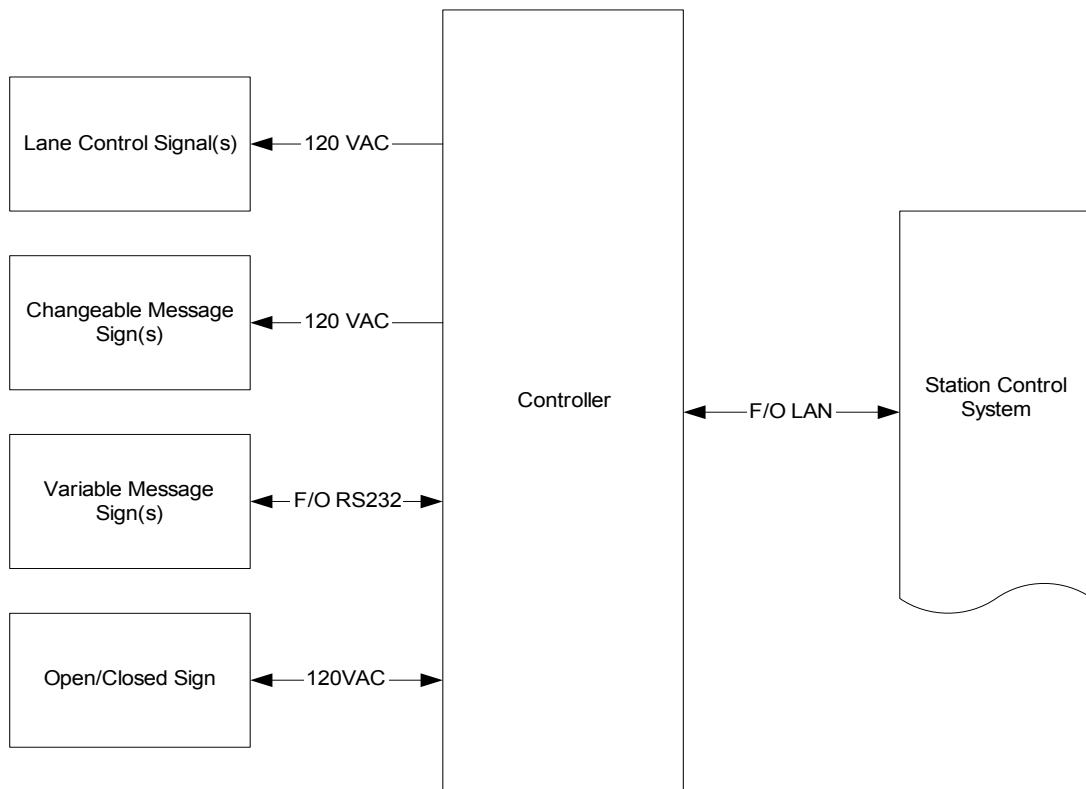 Lane Control Signal(s)
120 VAC
Changeable Message
Sign(s)
120 VAC
Variable Message
Sign(s)
F/O RS232
Open/Closed Sign
120VAC
Controller
F/O LAN
Station Control
System